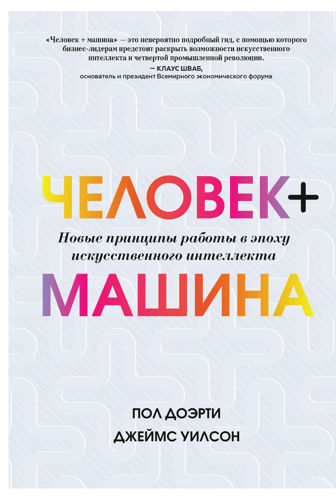 «Человек + машина» — это невероятно подробный гид, с помощью которого
бизнес-лидерам предстоит раскрыть возможности искусственного
интеллекта и четвертой промышленной революции.
— КЛАУС ШВАБ,
основатель и президент Всемирного экономического форума
ЧЕЛОВЕК+
Новые принципы работы в эпоху
искусственного интеллекта
МАШИНА
ПОЛ ДОЭРТИ
ДЖЕЙМС УИЛСОН